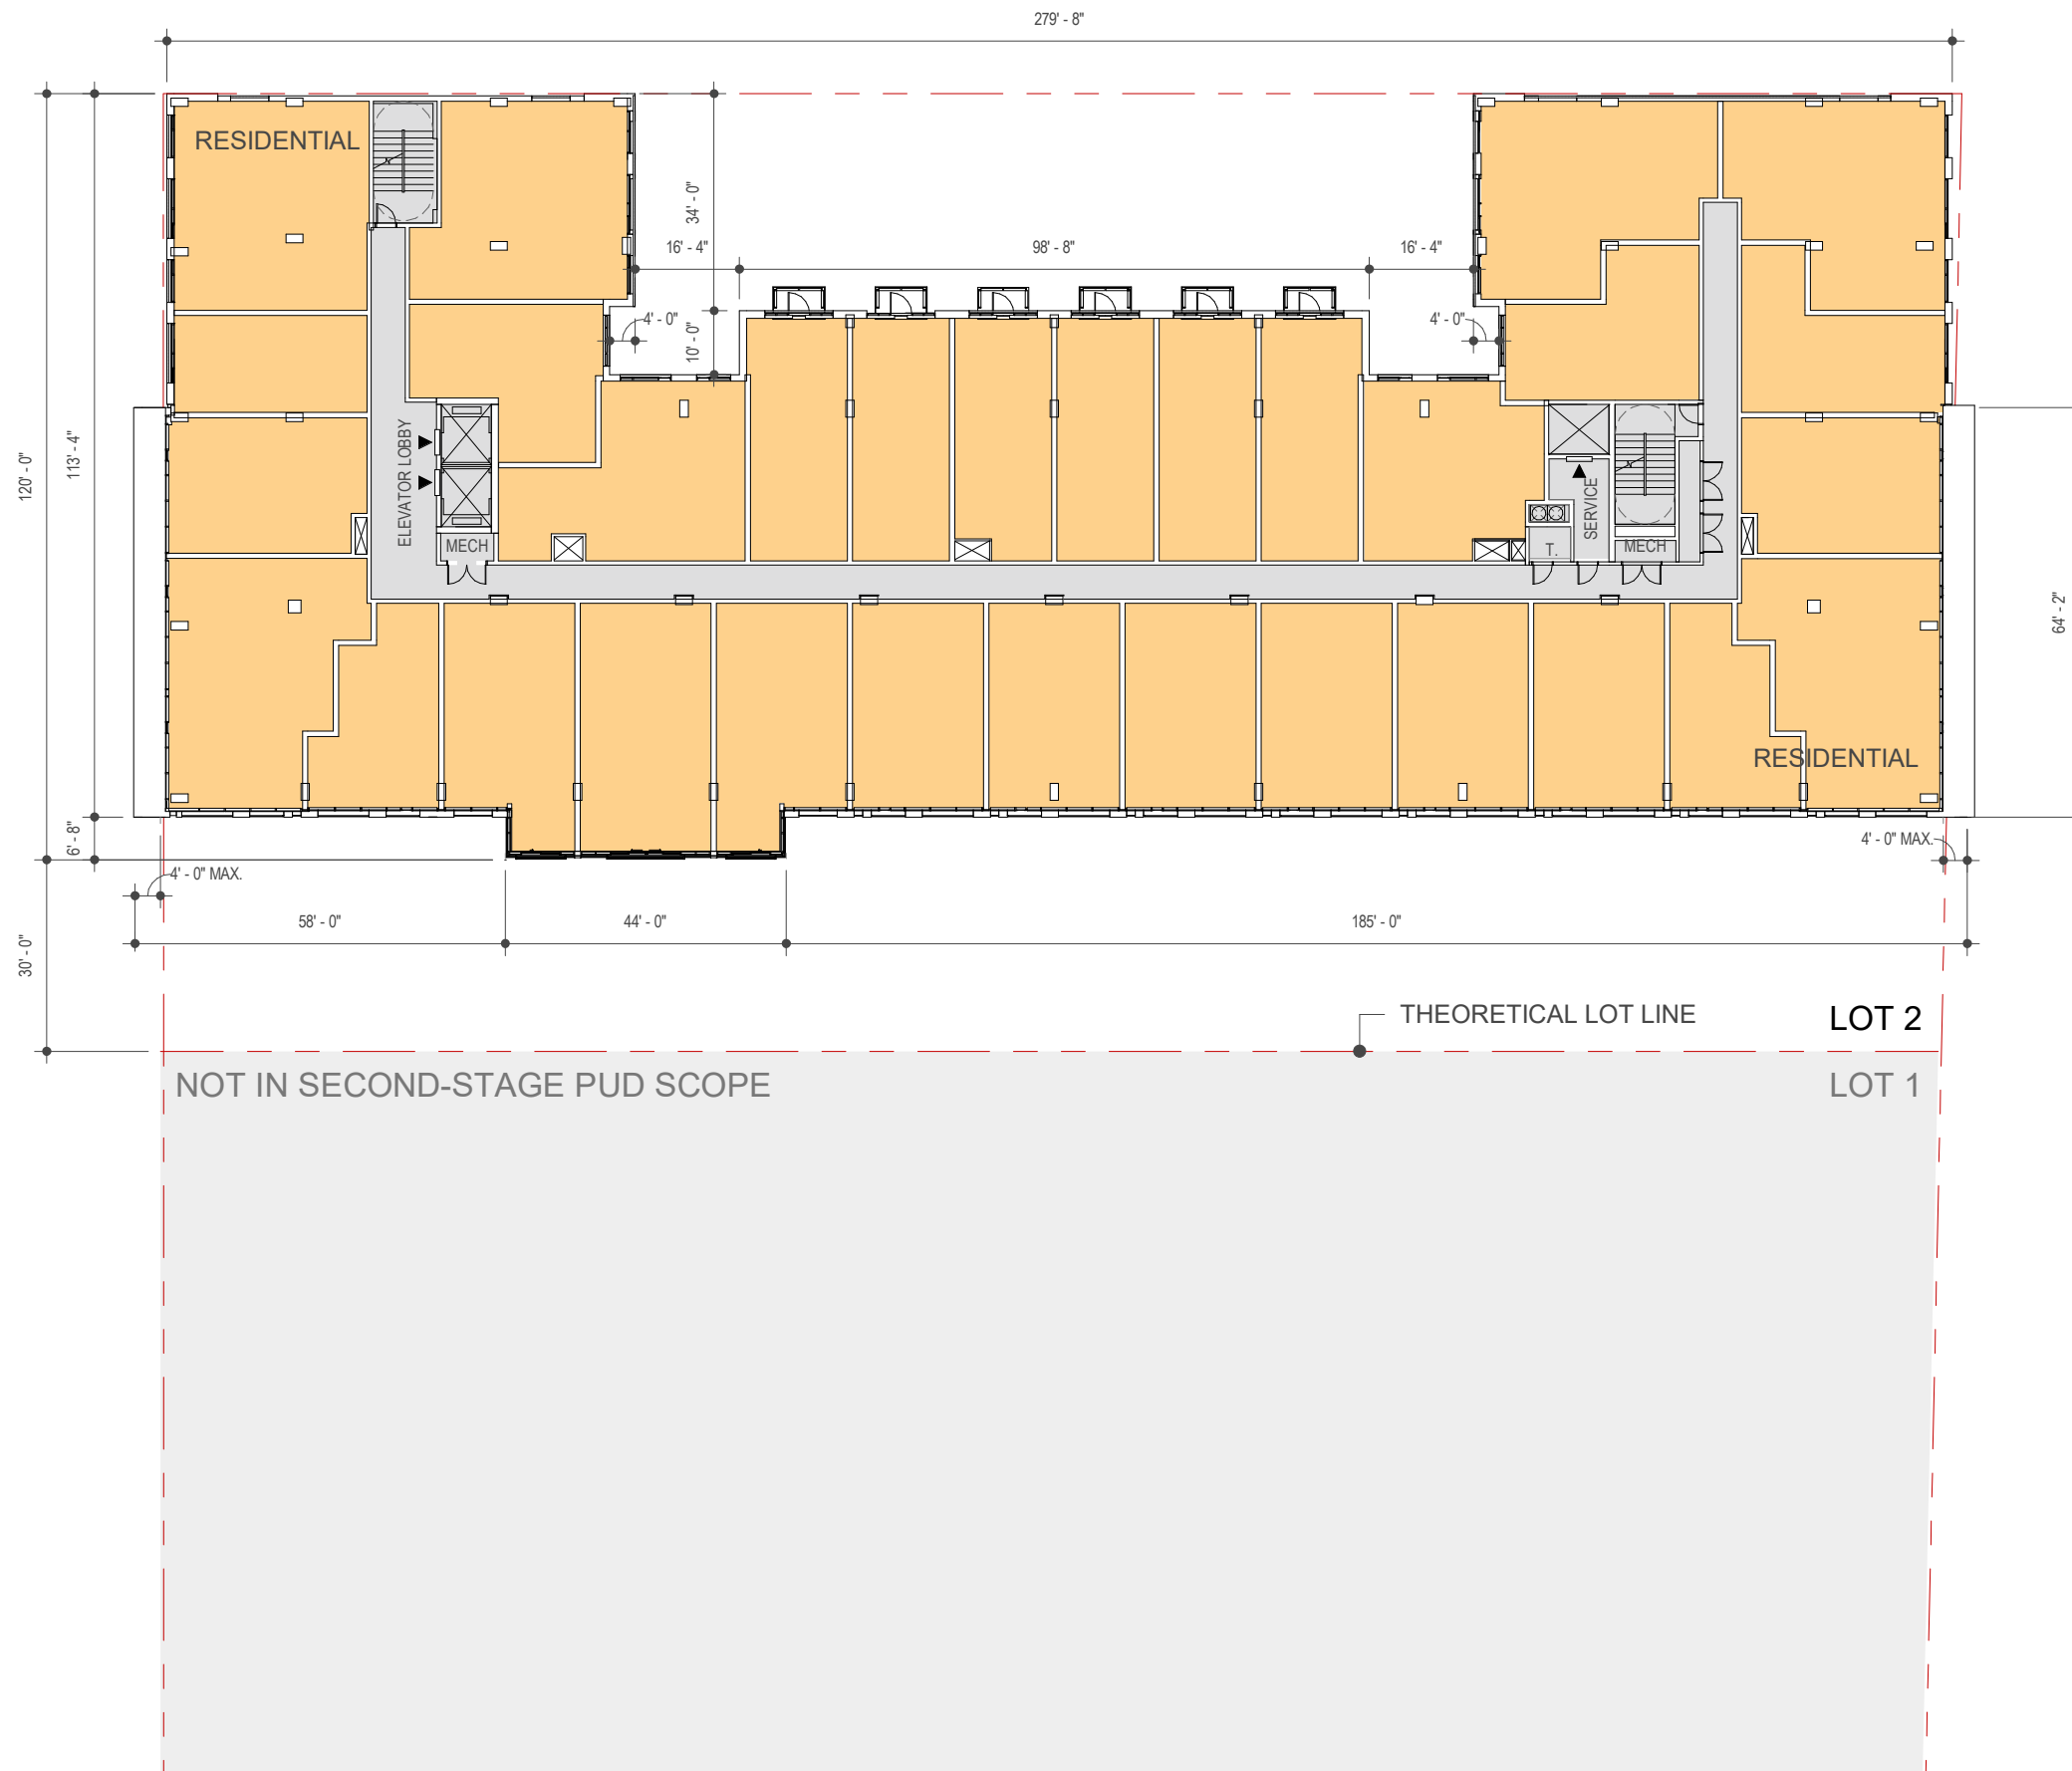 279' - 8"
RESIDENTIAL
34' - 0"
16' - 4"
98' - 8"
16' - 4"
4' - 0"
4' - 0"
10' - 0"
120' - 0"
113' - 4"
ELEVATOR LOBBY
MECH
SERVICE
T.
MECH
64' - 2"
RESIDENTIAL
6' - 8"
4' - 0" MAX.
4' - 0" MAX.
58' - 0"
44' - 0"
185' - 0"
30' - 0"
THEORETICAL LOT LINE
LOT 2
NOT IN SECOND-STAGE PUD SCOPE
LOT 1